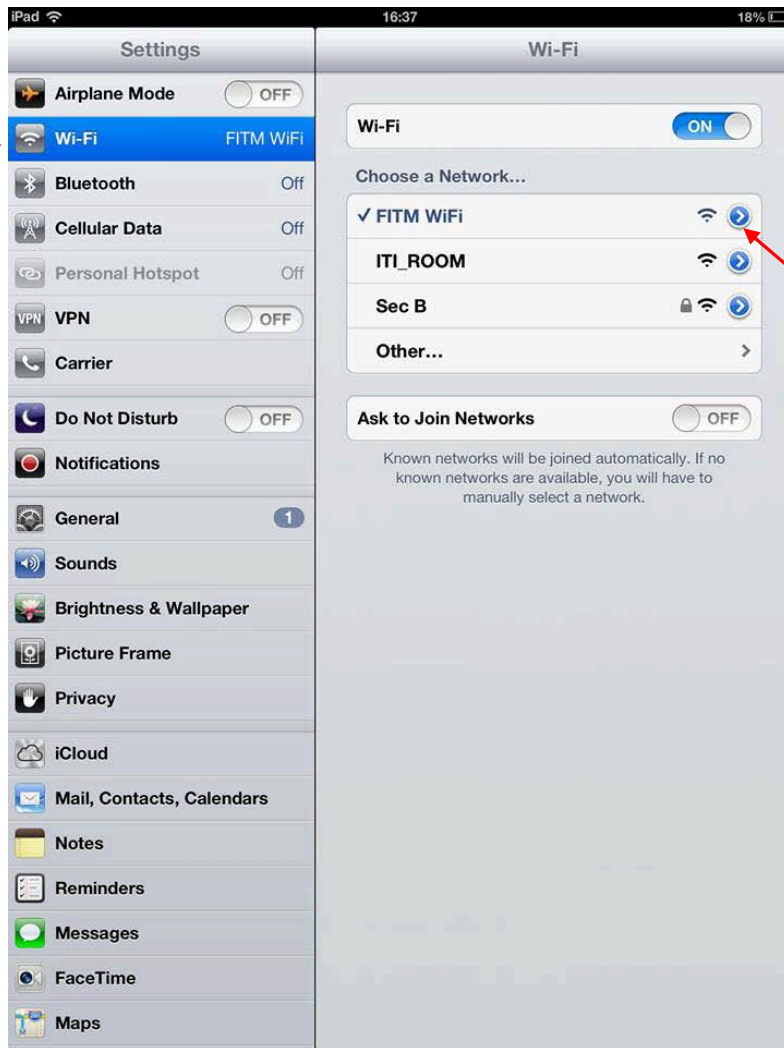 iPad 16:37 18%
Settings
Wi-Fi
Airplane Mode OFF
Wi-Fi FITM WiFi
Bluetooth Off
Cellular Data Off
Personal Hotspot Off
VPN VPN OFF
Carrier
Do Not Disturb OFF
Notifications
General 1
Sounds
Brightness & Wallpaper
Picture Frame
Privacy
iCloud
Mail, Contacts, Calendars
Notes
Reminders
Messages
FaceTime
Maps
Wi-Fi ON
Choose a Network...
✓ FITM WiFi
ITI_ROOM
Sec B
Other...
Ask to Join Networks OFF
Known networks will be joined automatically. If no
known networks are available, you will have to
manually select a network.